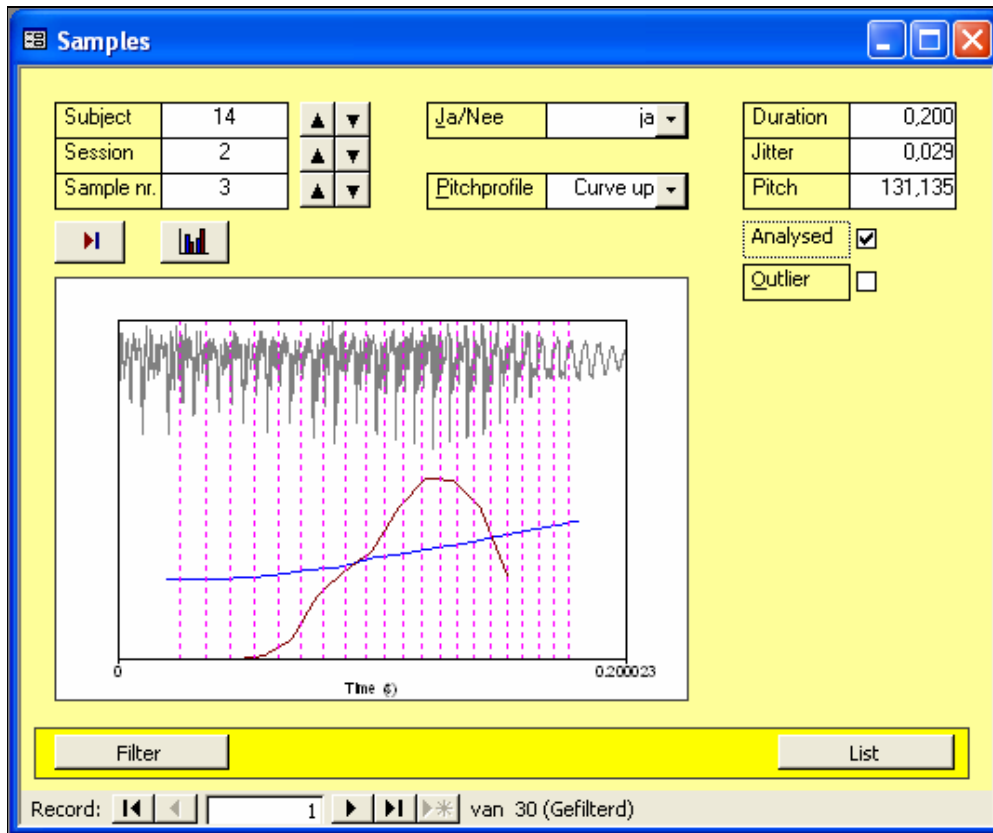 Samples
Subject 14 Ja/Nee ja Duration 0,200
Session 2 Jitter 0,029
Sample nr. 3 Pitchprofile Curve up Pitch 131,135
Analysed
Outlier
0 0.200023
Time (s)
Filter List
Record: 1 van 30 (Gefilterd)